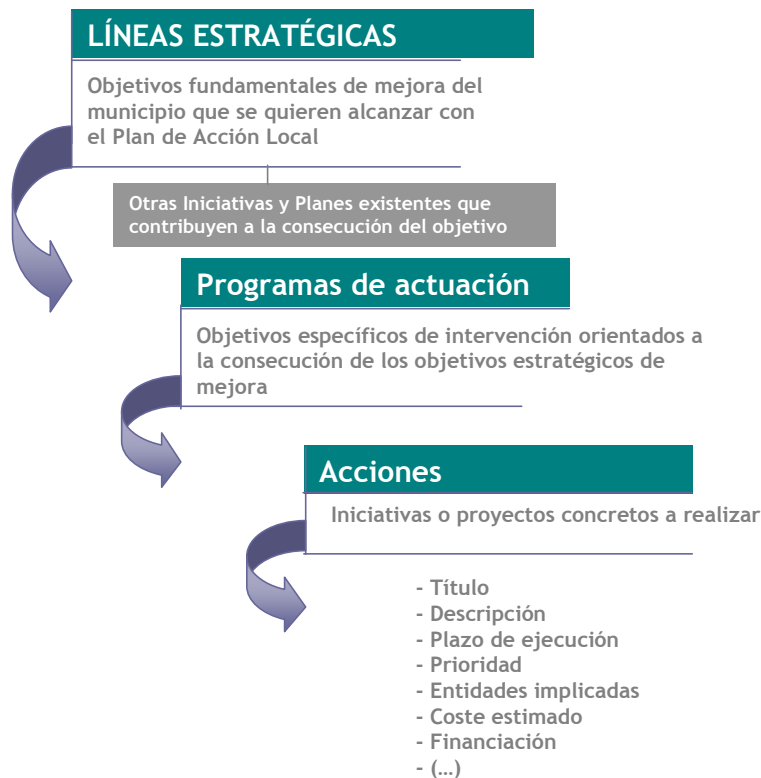 LÍNEAS ESTRATÉGICAS
Objetivos fundamentales de mejora del
municipio que se quieren alcanzar con
el Plan de Acción Local
Otras Iniciativas y Planes existentes que
contribuyen a la consecución del objetivo
Programas de actuación
Objetivos específicos de intervención orientados a
la consecución de los objetivos estratégicos de
mejora
Acciones
Iniciativas o proyectos concretos a realizar
- Título
- Descripción
- Plazo de ejecución
- Prioridad
- Entidades implicadas
- Coste estimado
- Financiación
- (…)